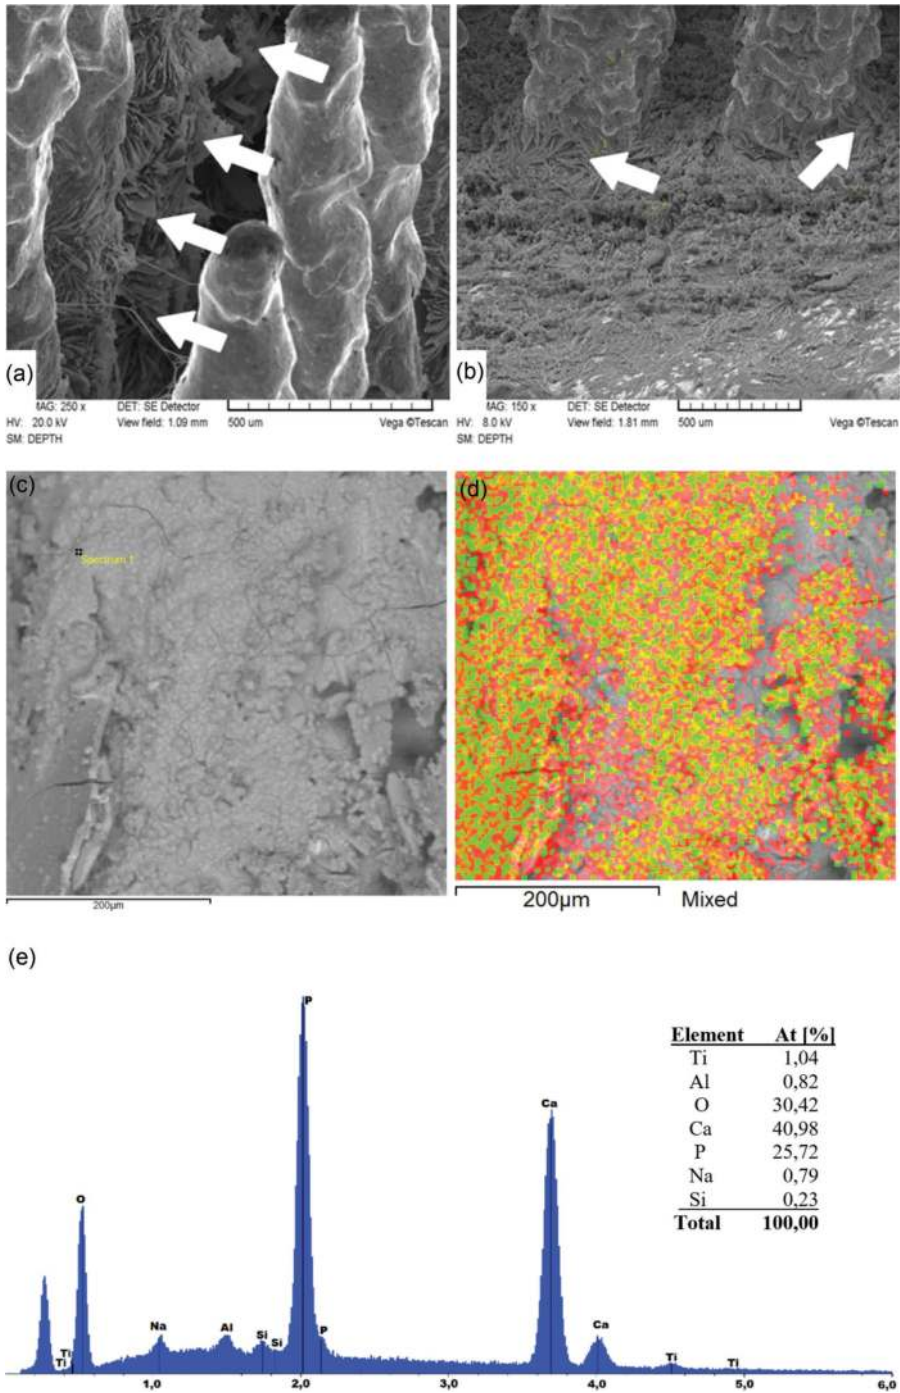 (a)
MAG: 250 x DET: SE Detector
HV: 20.0 kV View field: 1.09 mm 500 um Vega ©Tescan
SM: DEPTH
(b)
MAG: 150 x DET: SE Detector
HV: 8.0 kV View field: 1.81 mm 500 um Vega ©Tescan
SM: DEPTH
(c)
Spectrum 1
200µm
(d)
200µm Mixed
(e)
P
Ca
O
Na
Al
Si
Si
P
Ca
Ti
Ti
Ti
Ti
1,0 2,0 3,0 4,0 5,0 6,0
Element At [%]
Ti 1,04
Al 0,82
O 30,42
Ca 40,98
P 25,72
Na 0,79
Si 0,23
Total 100,00